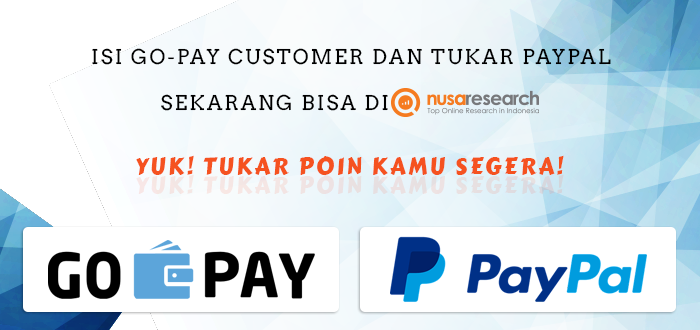 ISI GO-PAY CUSTOMER DAN TUKAR PAYPAL
SEKARANG BISA DI nusaresearch
Top Online Research in Indonesia
YUK! TUKAR POIN KAMU SEGERA!
GO PAY
PayPal